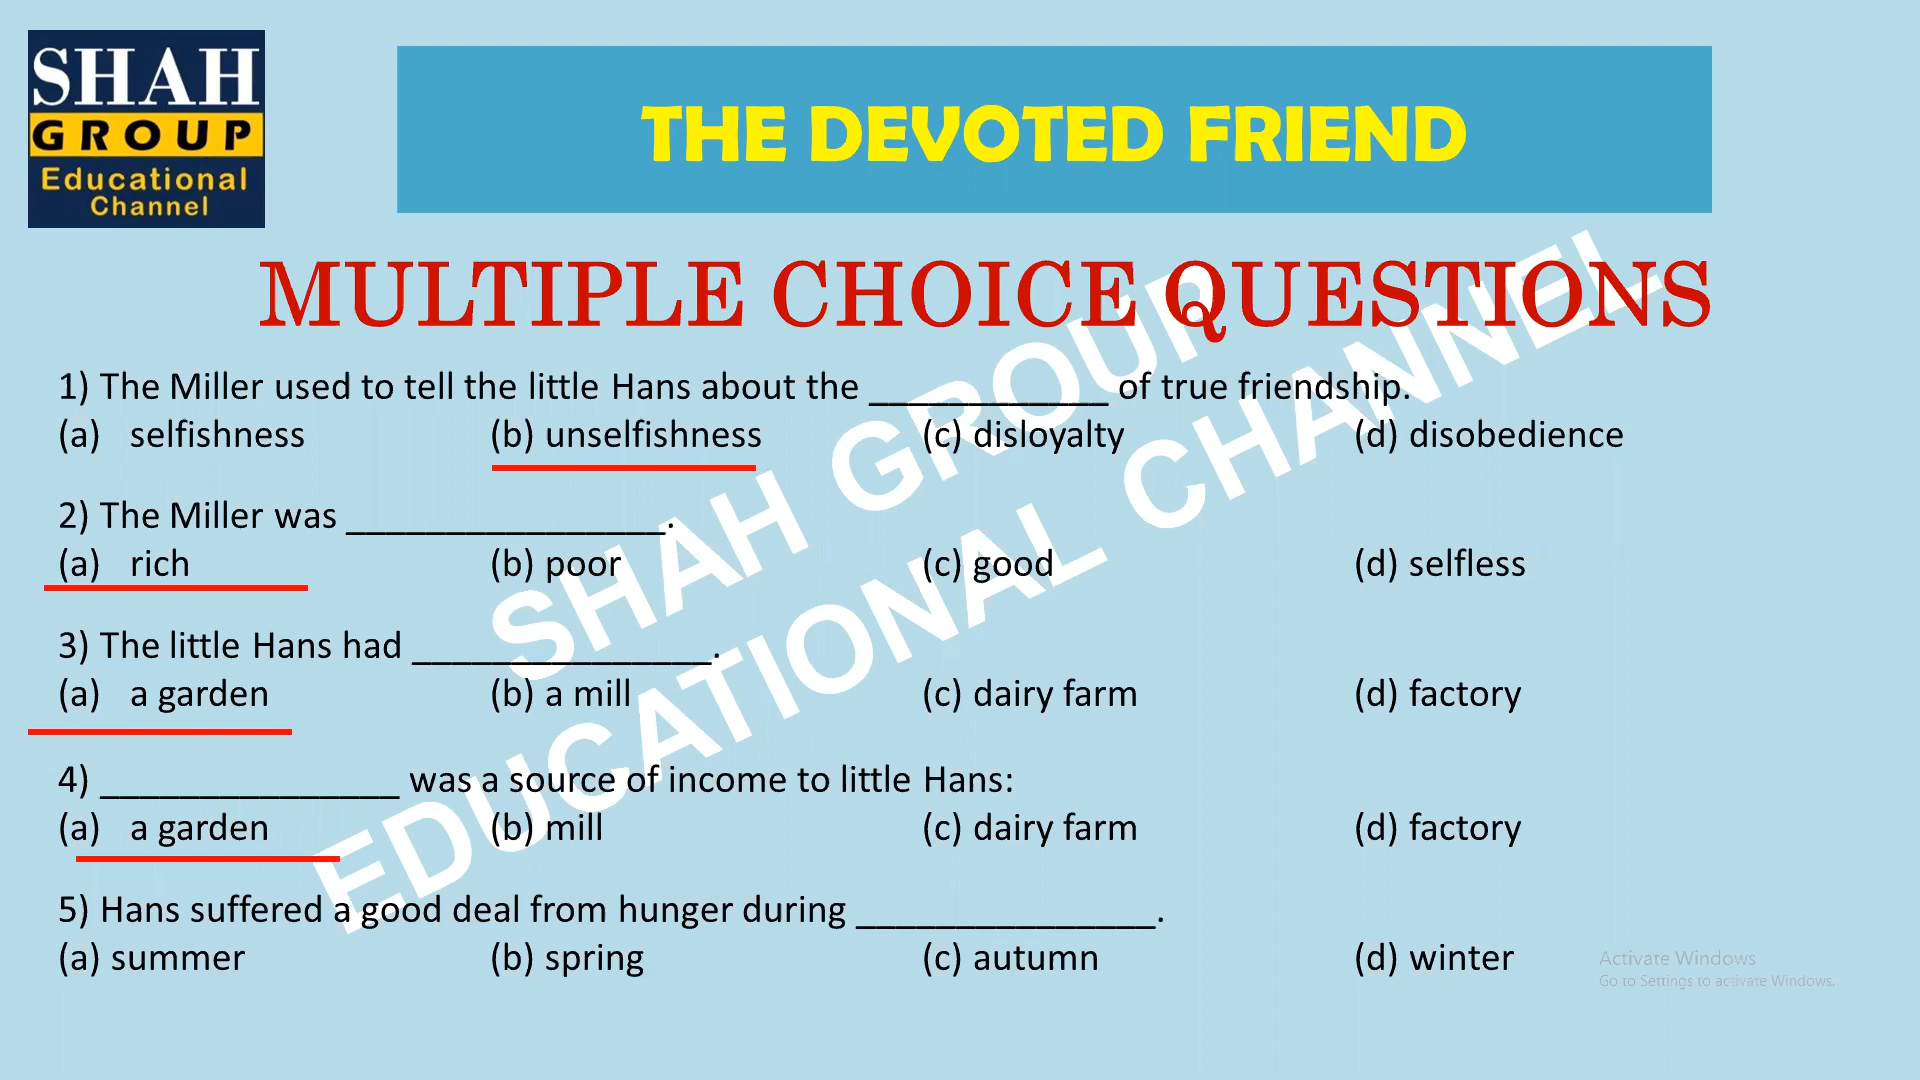 SHAH
GROUP
Educational
Channel
THE DEVOTED FRIEND
MULTIPLE CHOICE QUESTIONS
1) The Miller used to tell the little Hans about the ____________ of true friendship.
(a) selfishness (b) unselfishness (c) disloyalty (d) disobedience
2) The Miller was ________________.
(a) rich (b) poor (c) good (d) selfless
3) The little Hans had _______________.
(a) a garden (b) a mill (c) dairy farm (d) factory
4) _______________ was a source of income to little Hans:
(a) a garden (b) mill (c) dairy farm (d) factory
5) Hans suffered a good deal from hunger during _______________.
(a) summer (b) spring (c) autumn (d) winter
SHAH GROUP
EDUCATIONAL CHANNEL
Activate Windows
Go to Settings to activate Windows.